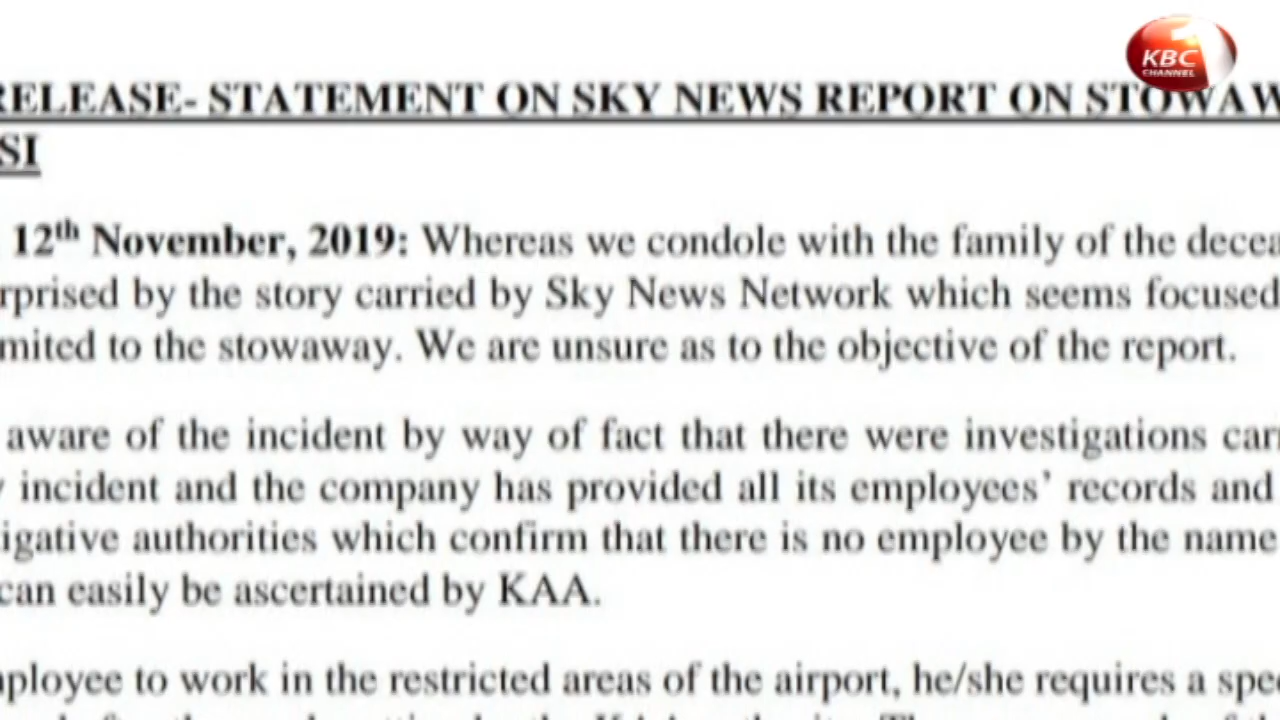 1
KBC
CHANNEL
RELEASE- STATEMENT ON SKY NEWS REPORT ON STOWAW
SI
12th November, 2019: Whereas we condole with the family of the decea
rprised by the story carried by Sky News Network which seems focused
mited to the stowaway. We are unsure as to the objective of the report.
aware of the incident by way of fact that there were investigations carr
incident and the company has provided all its employees’ records and
igative authorities which confirm that there is no employee by the name
can easily be ascertained by KAA.
ployee to work in the restricted areas of the airport, he/she requires a spec